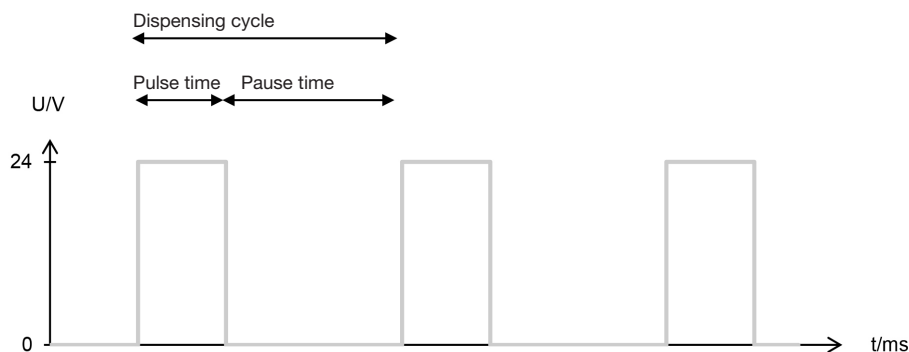 Dispensing cycle
Pulse time Pause time
U/V
24
0
t/ms